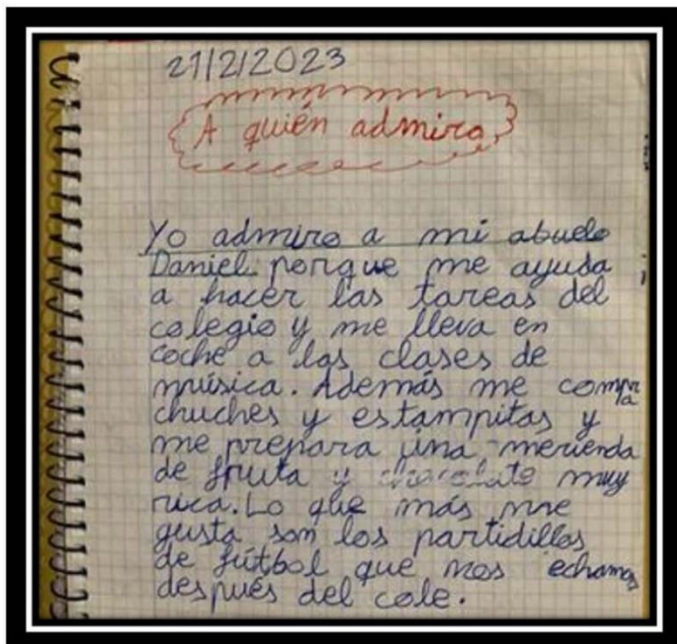 21/2/2023
A quién admiro
Yo admiro a mi abuelo
Daniel porque me ayuda
a hacer las tareas del
colegio y me lleva en
coche a las clases de
música. Además me compra
chuches y estampitas y
me prepara una merienda
de fruta y chocolate muy
rica. Lo que más me
gusta son los partidillos
de fútbol que nos echamos
después del cole.